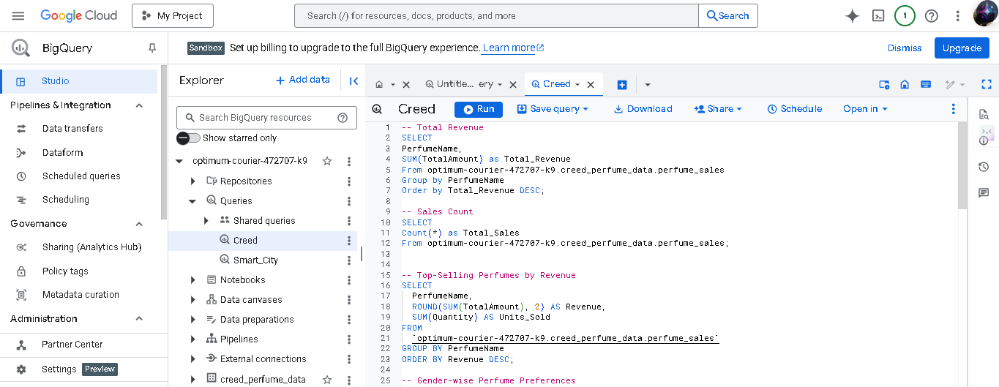 Google Cloud
My Project
Search (/) for resources, docs, products, and more
Search
1
BigQuery
Sandbox Set up billing to upgrade to the full BigQuery experience. Learn more
Dismiss
Upgrade
Studio
Pipelines & Integration
Data transfers
Dataform
Scheduled queries
Scheduling
Governance
Sharing (Analytics Hub)
Policy tags
Metadata curation
Administration
Partner Center
Settings Preview
Explorer
+ Add data
Search BigQuery resources
Show starred only
optimum-courier-472707-k9
Repositories
Queries
Shared queries
Creed
Smart_City
Notebooks
Data canvases
Data preparations
Pipelines
External connections
creed_perfume_data
Untitle... ery
Creed
Creed
Run
Save query
Download
Share
Schedule
Open in
1 -- Total Revenue
2 SELECT
3 PerfumeName,
4 SUM(TotalAmount) as Total_Revenue
5 From optimum-courier-472707-k9.creed_perfume_data.perfume_sales
6 Group by PerfumeName
7 Order by Total_Revenue DESC;
8
9 -- Sales Count
10 SELECT
11 Count(*) as Total_Sales
12 From optimum-courier-472707-k9.creed_perfume_data.perfume_sales;
13
14
15 -- Top-Selling Perfumes by Revenue
16 SELECT
17 PerfumeName,
18 ROUND(SUM(TotalAmount), 2) AS Revenue,
19 SUM(Quantity) AS Units_Sold
20 FROM
21 `optimum-courier-472707-k9.creed_perfume_data.perfume_sales`
22 GROUP BY PerfumeName
23 ORDER BY Revenue DESC;
24
25 -- Gender-wise Perfume Preferences